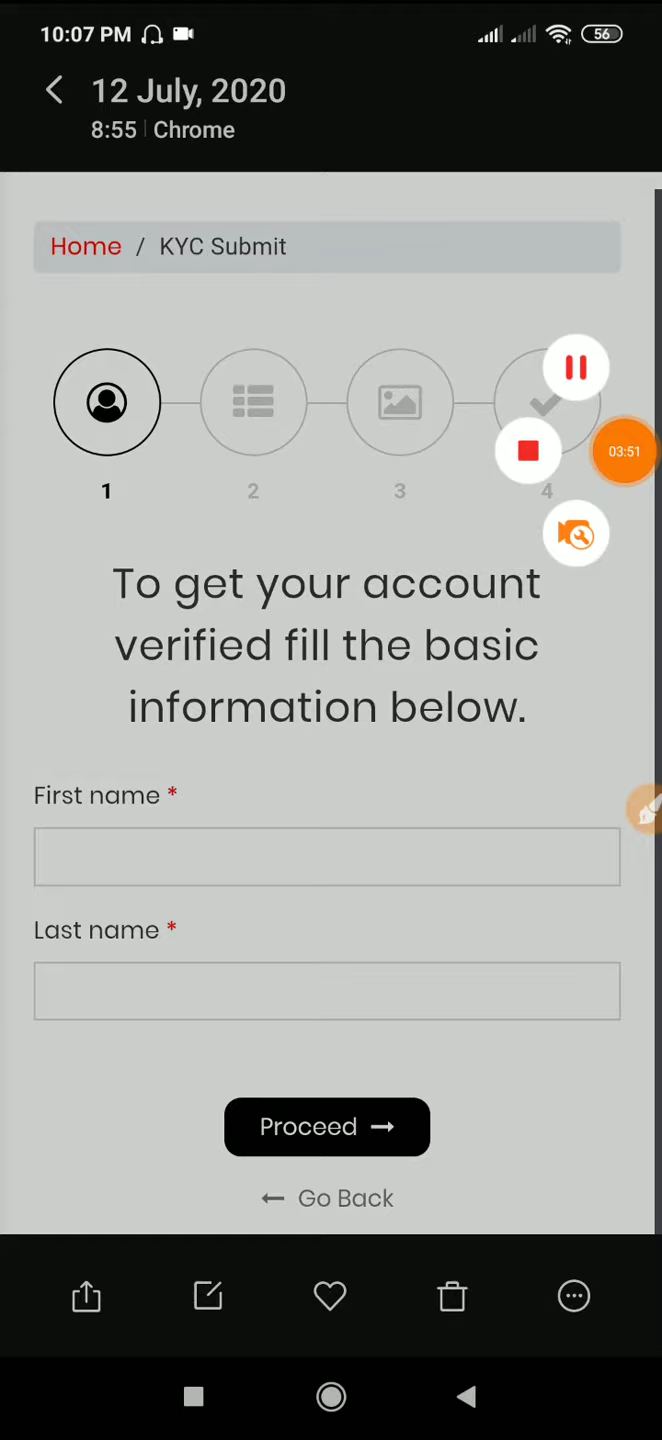 10:07 PM 56
12 July, 2020
8:55 Chrome
Home / KYC Submit
1 2 3 4
03:51
To get your account
verified fill the basic
information below.
First name *
Last name *
Proceed →
← Go Back